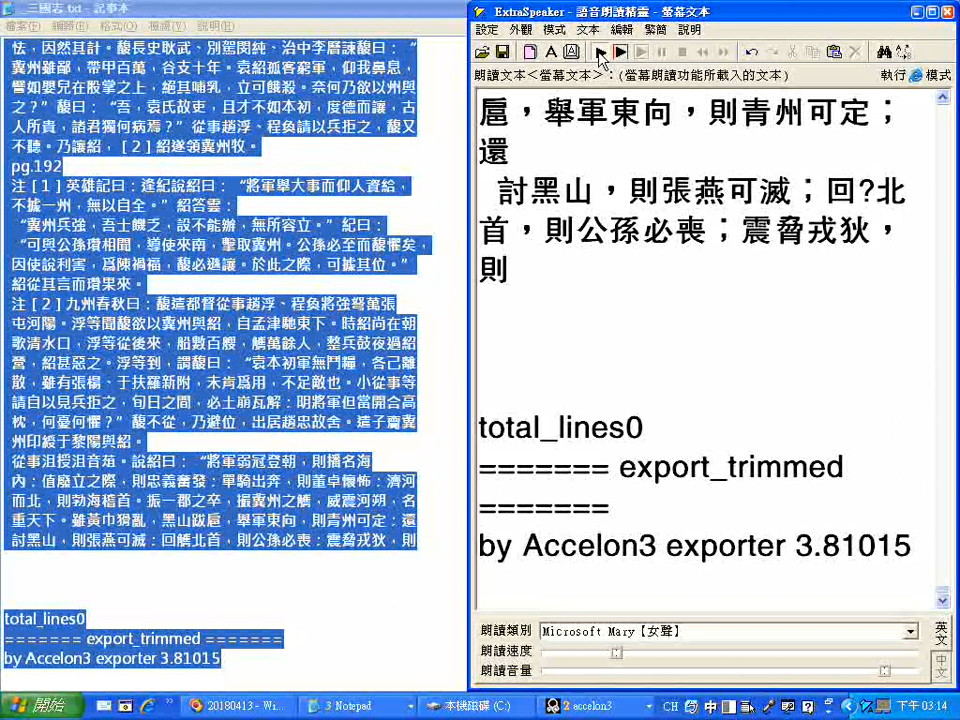 三國志.txt - 記事本
檔案(F) 編輯(E) 格式(O) 檢視(V) 說明(H)
怯，因然其計。馥長史耿武、別駕閔純、治中李曆諫馥曰：“
冀州雖鄙，帶甲百萬，谷支十年。袁紹孤客窮軍，仰我鼻息，
譬如嬰兒在股掌之上，絕其哺乳，立可餓殺。奈何乃欲以州與
之？”馥曰：“吾，袁氏故吏，且才不如本初，度德而讓，古
人所貴，諸君獨何病焉？”從事趙浮、程奐請以兵拒之，馥又
不聽。乃讓紹，[2]紹遂領冀州牧。
pg.192
注[1]英雄記曰：逢紀說紹曰：“將軍舉大事而仰人資給，
不據一州，無以自全。”紹答雲：
“冀州兵強，吾士饑乏，設不能辦，無所容立。”紀曰：
“可與公孫瓚相聞，導使來南，擊取冀州。公孫必至而馥懼矣，
因使說利害，爲陳禍福，馥必遜讓。於此之際，可據其位。”
紹從其言而瓚果來。
注[2]九州春秋曰：馥遣都督從事趙浮、程奐將強弩萬張
屯河陽。浮等聞馥欲以冀州與紹，自孟津馳東下。時紹尚在朝
歌清水口，浮等從後來，船數百艘，觽萬餘人，整兵鼓夜過紹
營，紹甚惡之。浮等到，謂馥曰：“袁本初軍無鬥糧，各己離
散，雖有張楊、于扶羅新附，未肯爲用，不足敵也。小從事等
請自以見兵拒之，旬日之間，必土崩瓦解：明將軍但當開合高
枕，何憂何懼？”馥不從，乃避位，出居趙忠故舍。遣子齎冀
州印綬于黎陽與紹。
從事沮授沮音菹。說紹曰：“將軍弱冠登朝，則播名海
內：值廢立之際，則忠義奮發：單騎出奔，則董卓懷怖：濟河
而北，則勃海稽首。振一郡之卒，撮冀州之觽，威震河朔，名
重天下。雖黃巾猾亂，黑山跋扈，舉軍東向，則青州可定：還
討黑山，則張燕可滅：回觽北首，則公孫必喪：震脅戎狄，則
total_lines0
======= export_trimmed =======
by Accelon3 exporter 3.81015
ExtraSpeaker - 語音朗讀精靈 - 螢幕文本
設定 外觀 模式 文本 編輯 繁簡 說明
朗讀文本<螢幕文本>：(螢幕朗讀功能所載入的文本) 執行 模式
扈，舉軍東向，則青州可定；
還
討黑山，則張燕可滅；回?北
首，則公孫必喪；震脅戎狄，
則
total_lines0
======= export_trimmed
=======
by Accelon3 exporter 3.81015
朗讀類別 Microsoft Mary【女聲】 英文
朗讀速度
朗讀音量 中文
開始 20180413 - Wi... 3 Notepad 本機磁碟 (C:) 2 accelon3 CH 中 下午 03:14